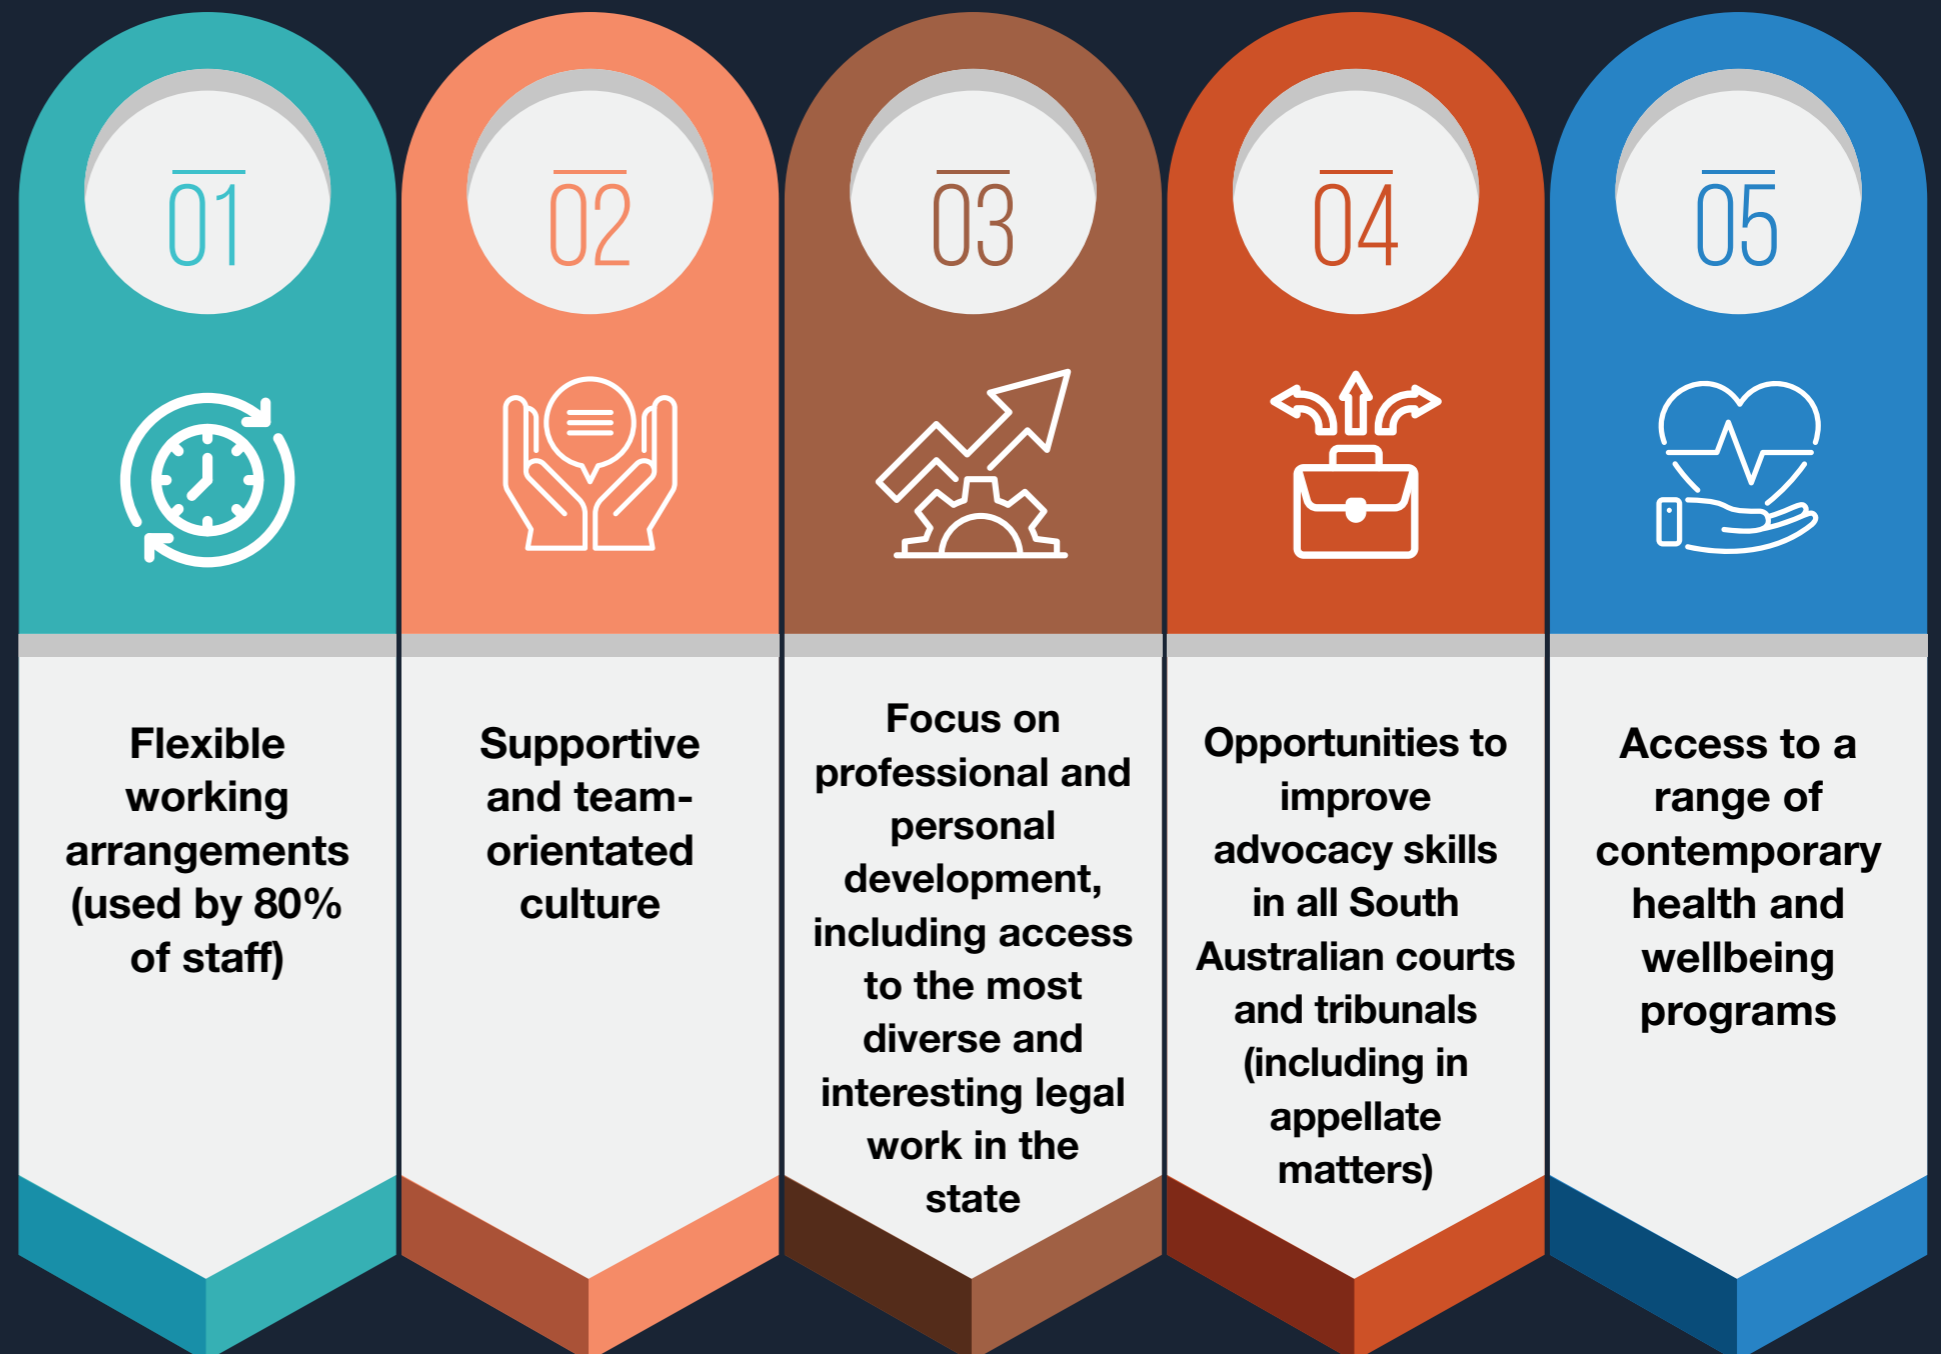 01
Flexible
working
arrangements
(used by 80%
of staff)
02
Supportive
and team-
orientated
culture
03
Focus on
professional and
personal
development,
including access
to the most
diverse and
interesting legal
work in the
state
04
Opportunities to
improve
advocacy skills
in all South
Australian courts
and tribunals
(including in
appellate
matters)
05
Access to a
range of
contemporary
health and
wellbeing
programs